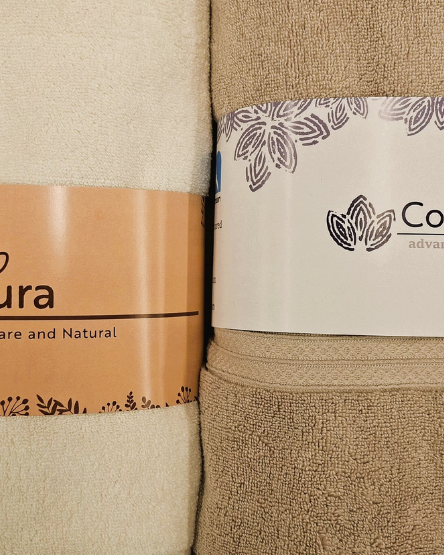 ura
are and Natural
Co
advan